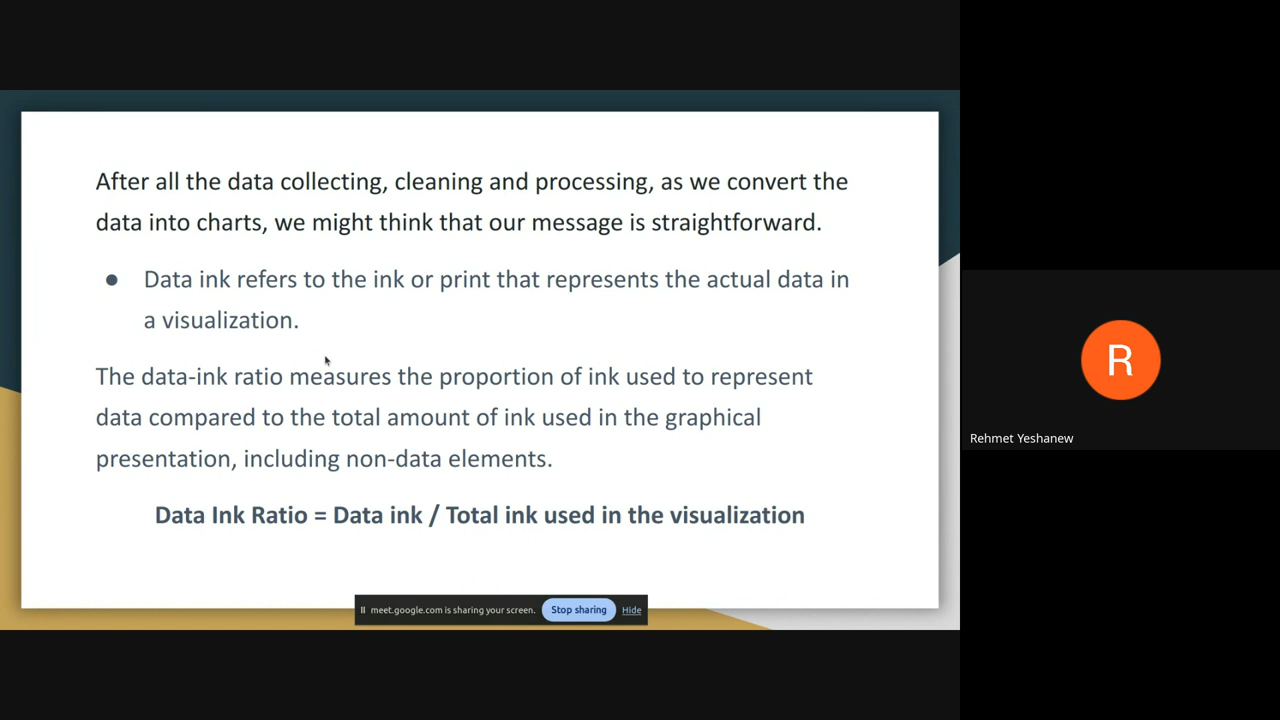 After all the data collecting, cleaning and processing, as we convert the
data into charts, we might think that our message is straightforward.
● Data ink refers to the ink or print that represents the actual data in
a visualization.
The data-ink ratio measures the proportion of ink used to represent
data compared to the total amount of ink used in the graphical
presentation, including non-data elements.
Data Ink Ratio = Data ink / Total ink used in the visualization
meet.google.com is sharing your screen. Stop sharing Hide
R
Rehmet Yeshanew